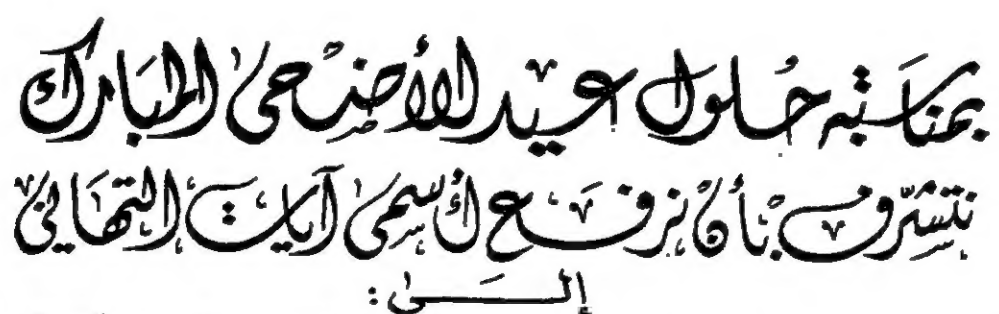 بمناسبة حلول عيد الأضحى المبارك
نتشرف بأن نرفع أسمى آيات التهاني
إلى :